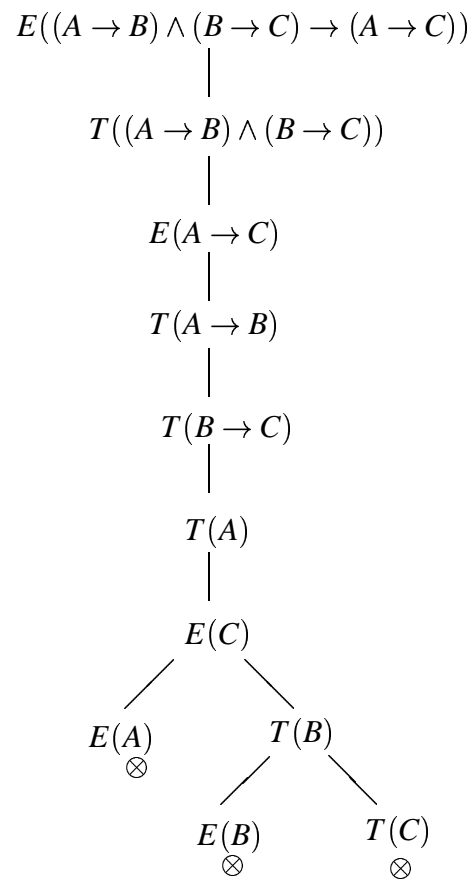 E((A → B) ∧ (B → C) → (A → C))
T((A → B) ∧ (B → C))
E(A → C)
T(A → B)
T(B → C)
T(A)
E(C)
E(A) T(B)
⊗
E(B) T(C)
⊗ ⊗